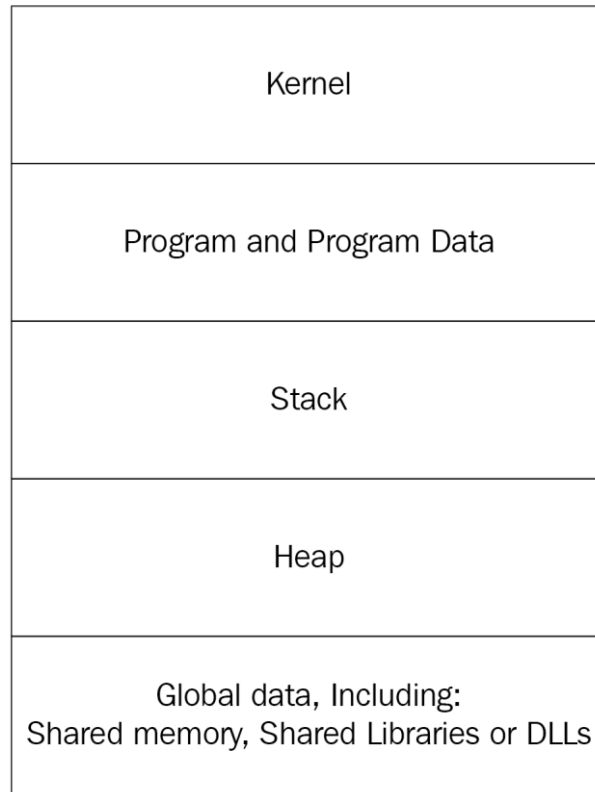 Kernel
Program and Program Data
Stack
Heap
Global data, Including:
Shared memory, Shared Libraries or DLLs